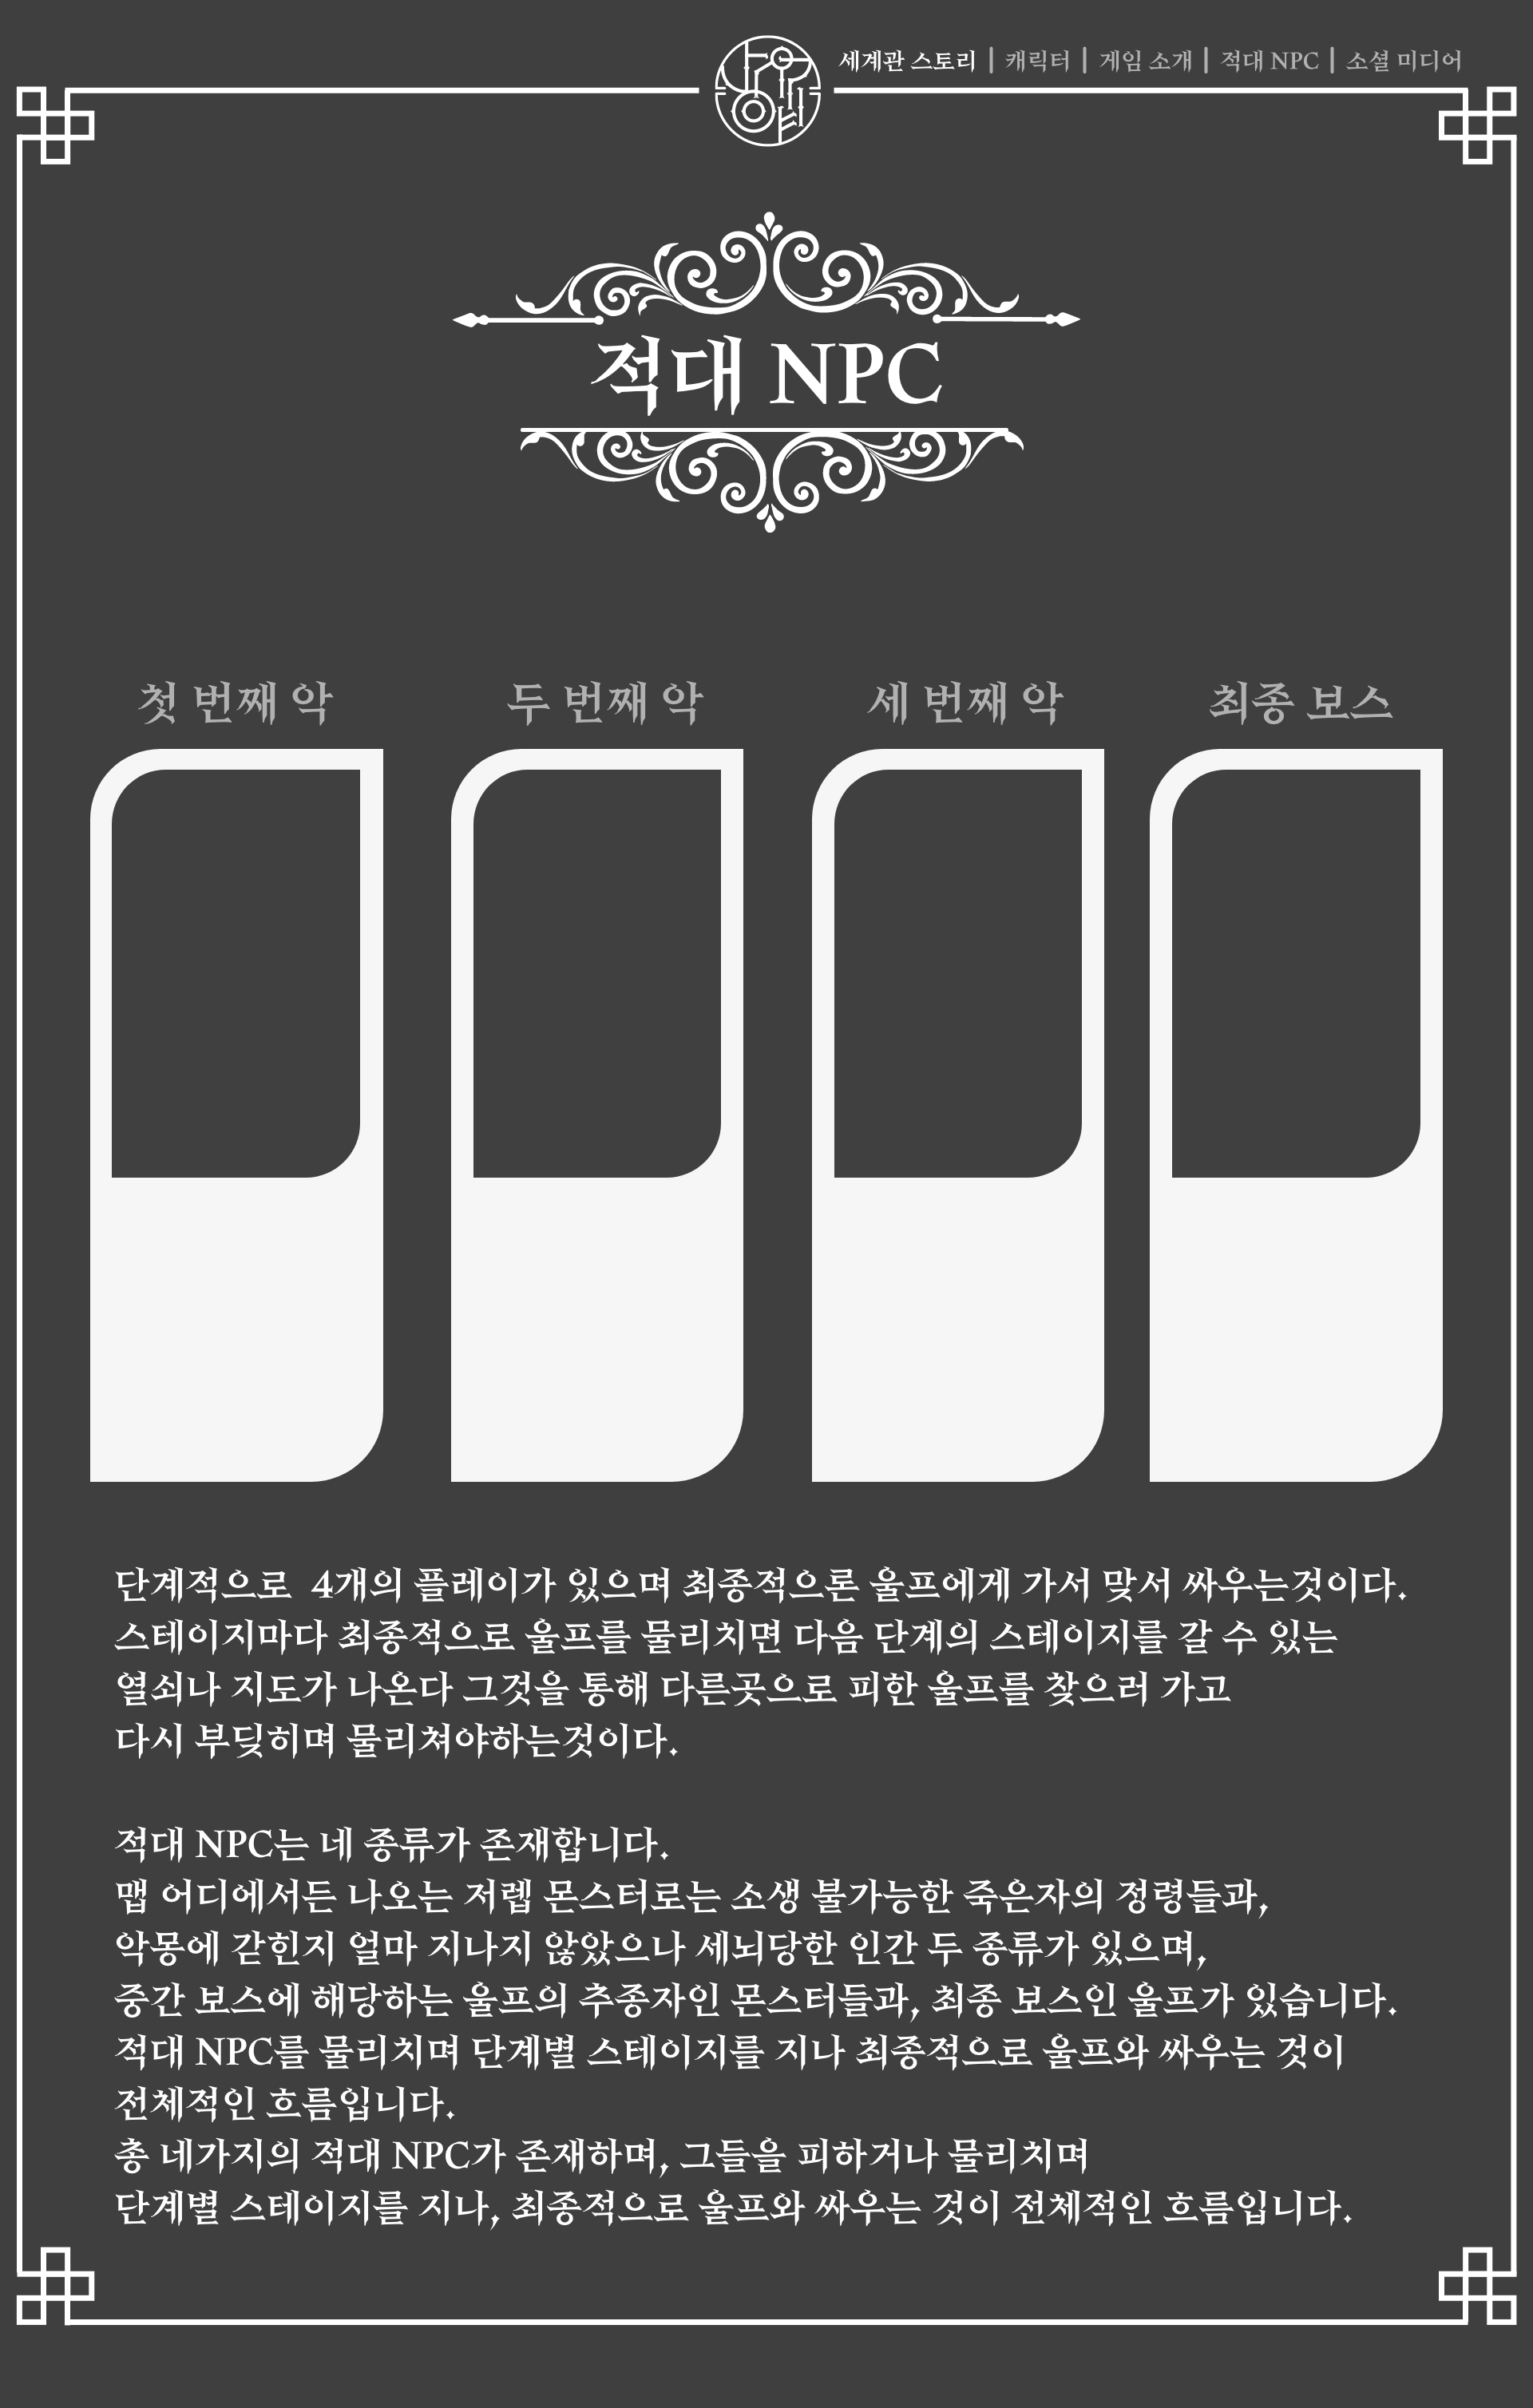 세계관 스토리 | 캐릭터 | 게임 소개 | 적대 NPC | 소셜 미디어
적대 NPC
첫 번째 악
두 번째 악
세 번째 악
최종 보스
단계적으로 4개의 플레이가 있으며 최종적으로 울프에게 가서 맞서 싸우는것이다.
스테이지마다 최종적으로 울프를 물리치면 다음 단계의 스테이지를 갈 수 있는
열쇠나 지도가 나온다 그것을 통해 다른곳으로 피한 울프를 찾으러 가고
다시 부딪히며 물리쳐야하는것이다.
적대 NPC는 네 종류가 존재합니다.
맵 어디에서든 나오는 저렙 몬스터로는 소생 불가능한 죽은자의 정령들과,
악몽에 갇힌지 얼마 지나지 않았으나 세뇌당한 인간 두 종류가 있으며,
중간 보스에 해당하는 울프의 추종자인 몬스터들과, 최종 보스인 울프가 있습니다.
적대 NPC를 물리치며 단계별 스테이지를 지나 최종적으로 울프와 싸우는 것이
전체적인 흐름입니다.
총 네가지의 적대 NPC가 존재하며, 그들을 피하거나 물리치며
단계별 스테이지를 지나, 최종적으로 울프와 싸우는 것이 전체적인 흐름입니다.